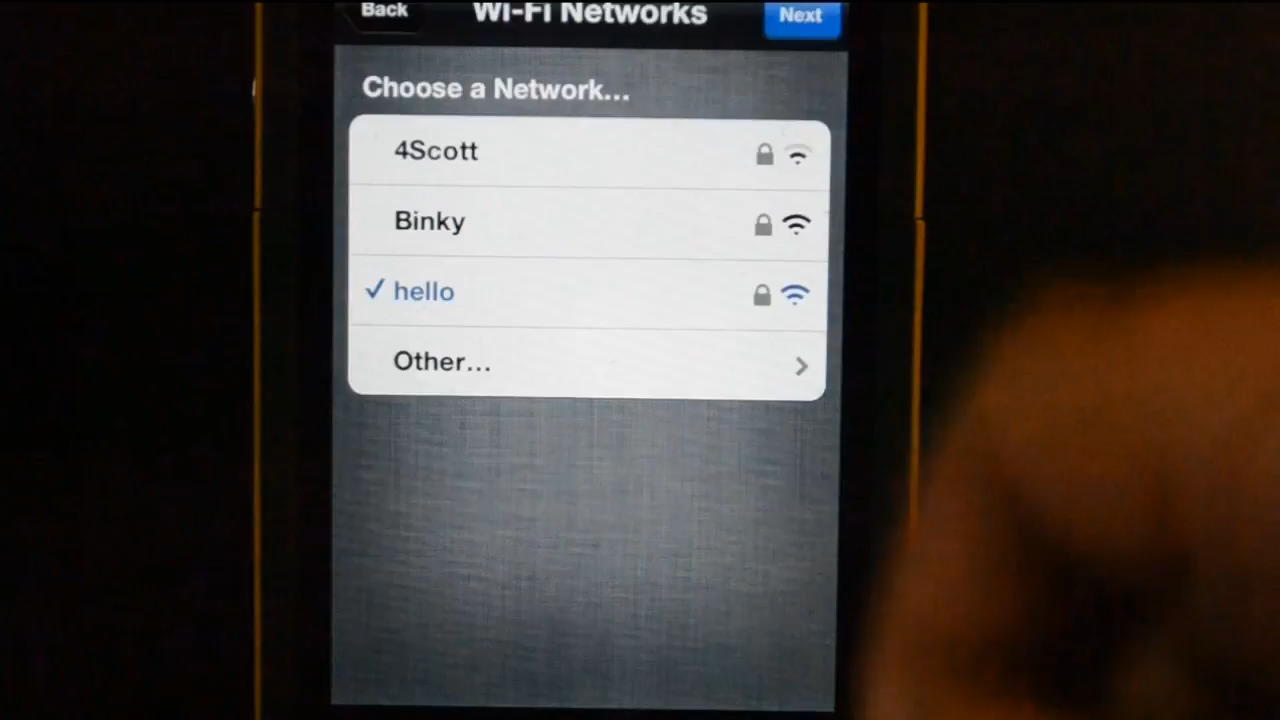 Back
Wi-Fi Networks
Next
Choose a Network...
4Scott
Binky
✓ hello
Other...